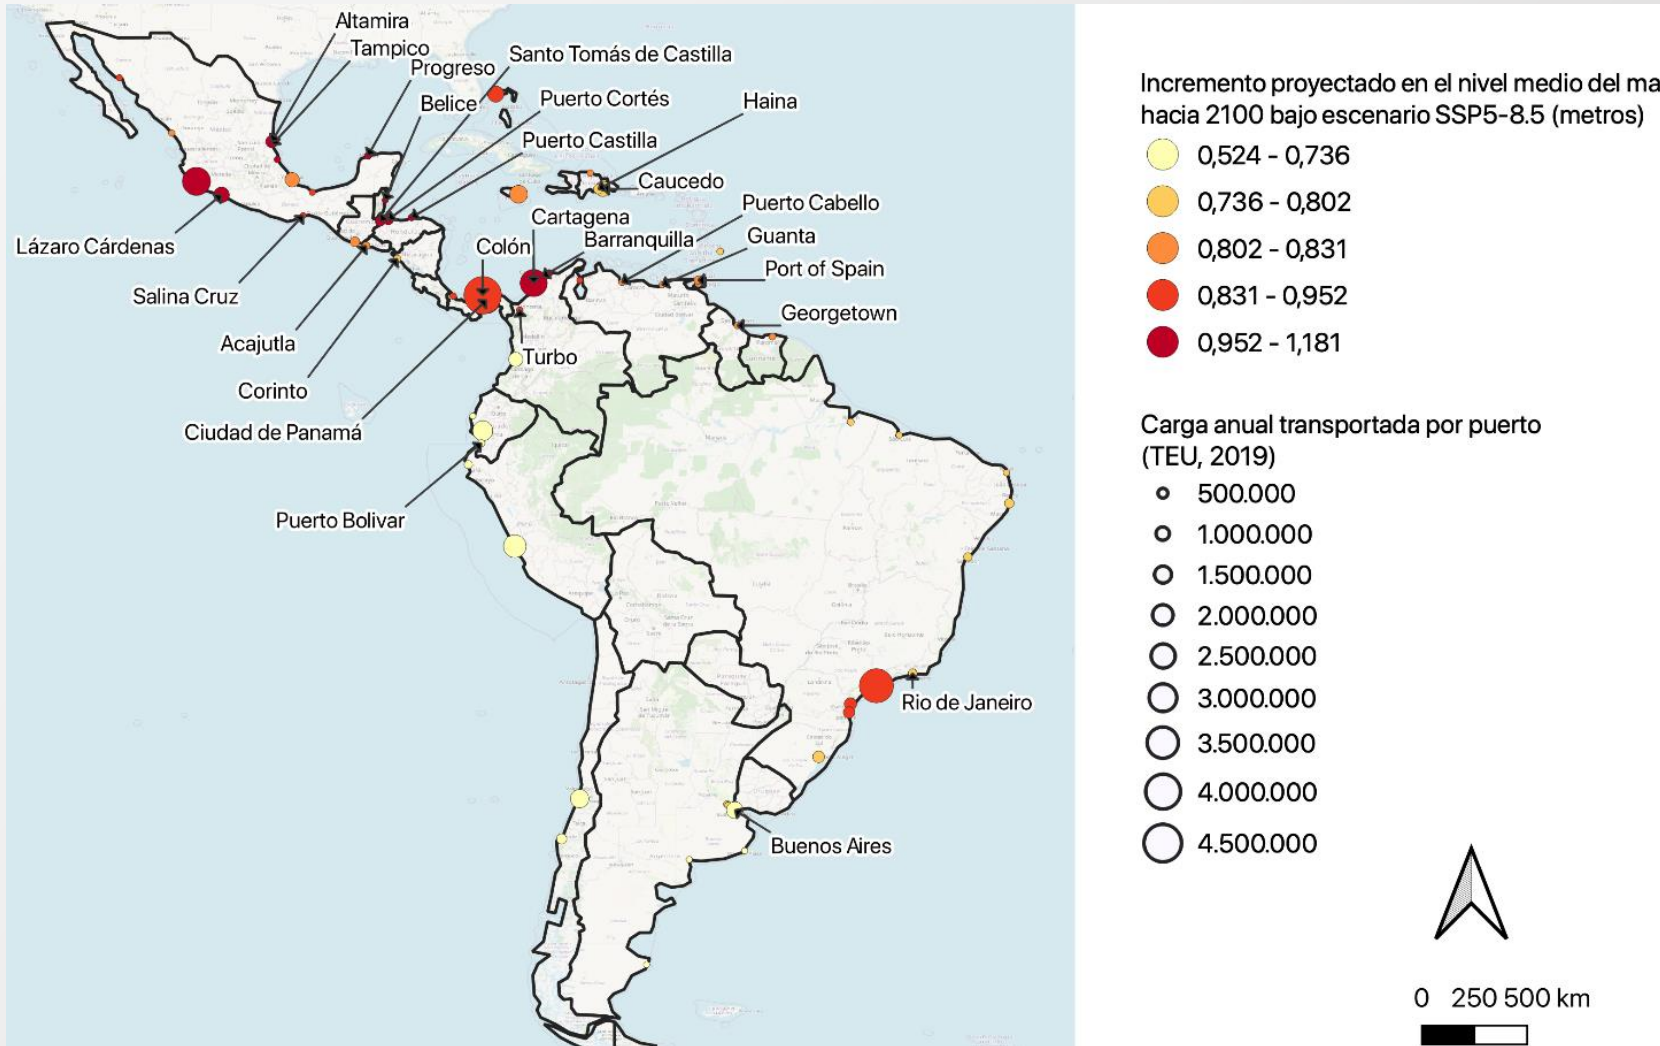 Altamira
Tampico
Progreso
Santo Tomás de Castilla
Belice
Puerto Cortés
Haina
Puerto Castilla
Caucedo
Cartagena
Puerto Cabello
Barranquilla
Guanta
Colón
Lázaro Cárdenas
Port of Spain
Salina Cruz
Georgetown
Acajutla
Turbo
Corinto
Ciudad de Panamá
Puerto Bolivar
Rio de Janeiro
Buenos Aires
Incremento proyectado en el nivel medio del ma
hacia 2100 bajo escenario SSP5-8.5 (metros)
0,524 - 0,736
0,736 - 0,802
0,802 - 0,831
0,831 - 0,952
0,952 - 1,181
Carga anual transportada por puerto
(TEU, 2019)
500.000
1.000.000
1.500.000
2.000.000
2.500.000
3.000.000
3.500.000
4.000.000
4.500.000
0 250 500 km